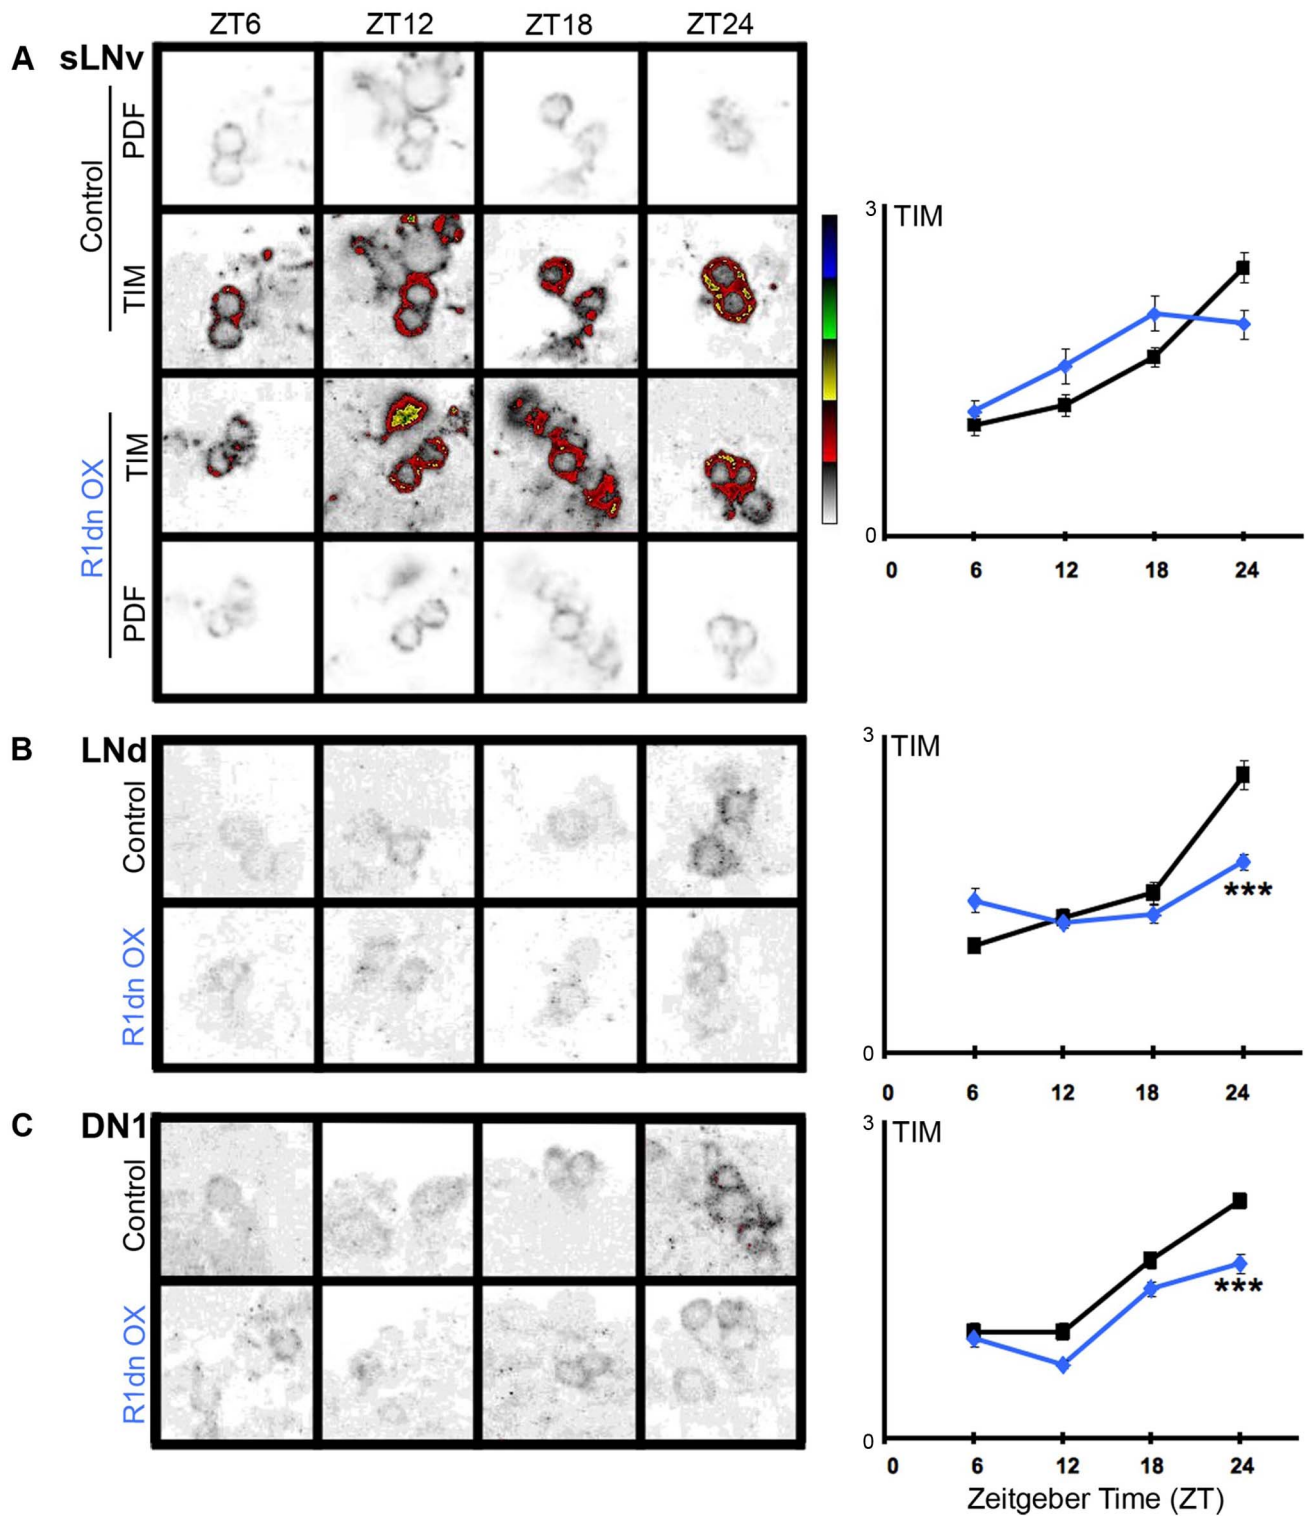 ZT6 ZT12 ZT18 ZT24
A sLNv
Control
PDF
TIM
R1dn OX
TIM
PDF
3 TIM
0
0 6 12 18 24
B LNd
Control
R1dn OX
3 TIM
***
0
0 6 12 18 24
C DN1
Control
R1dn OX
3 TIM
***
0
0 6 12 18 24
Zeitgeber Time (ZT)